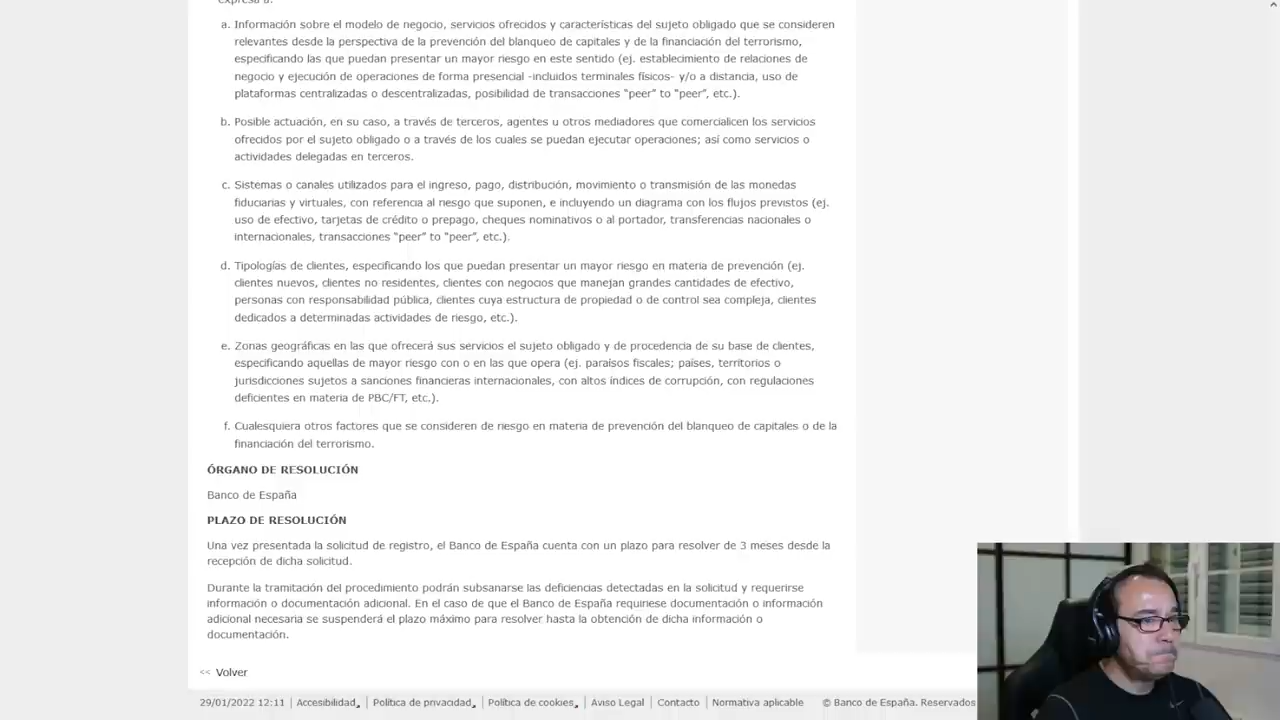 expresa a:
a. Información sobre el modelo de negocio, servicios ofrecidos y características del sujeto obligado que se consideren
relevantes desde la perspectiva de la prevención del blanqueo de capitales y de la financiación del terrorismo,
especificando las que puedan presentar un mayor riesgo en este sentido (ej. establecimiento de relaciones de
negocio y ejecución de operaciones de forma presencial -incluidos terminales físicos- y/o a distancia, uso de
plataformas centralizadas o descentralizadas, posibilidad de transacciones “peer” to “peer”, etc.).
b. Posible actuación, en su caso, a través de terceros, agentes u otros mediadores que comercialicen los servicios
ofrecidos por el sujeto obligado o a través de los cuales se puedan ejecutar operaciones; así como servicios o
actividades delegadas en terceros.
c. Sistemas o canales utilizados para el ingreso, pago, distribución, movimiento o transmisión de las monedas
fiduciarias y virtuales, con referencia al riesgo que suponen, e incluyendo un diagrama con los flujos previstos (ej.
uso de efectivo, tarjetas de crédito o prepago, cheques nominativos o al portador, transferencias nacionales o
internacionales, transacciones “peer” to “peer”, etc.).
d. Tipologías de clientes, especificando los que puedan presentar un mayor riesgo en materia de prevención (ej.
clientes nuevos, clientes no residentes, clientes con negocios que manejan grandes cantidades de efectivo,
personas con responsabilidad pública, clientes cuya estructura de propiedad o de control sea compleja, clientes
dedicados a determinadas actividades de riesgo, etc.).
e. Zonas geográficas en las que ofrecerá sus servicios el sujeto obligado y de procedencia de su base de clientes,
especificando aquellas de mayor riesgo con o en las que opera (ej. paraísos fiscales; países, territorios o
jurisdicciones sujetos a sanciones financieras internacionales, con altos índices de corrupción, con regulaciones
deficientes en materia de PBC/FT, etc.).
f. Cualesquiera otros factores que se consideren de riesgo en materia de prevención del blanqueo de capitales o de la
financiación del terrorismo.
ÓRGANO DE RESOLUCIÓN
Banco de España
PLAZO DE RESOLUCIÓN
Una vez presentada la solicitud de registro, el Banco de España cuenta con un plazo para resolver de 3 meses desde la
recepción de dicha solicitud.
Durante la tramitación del procedimiento podrán subsanarse las deficiencias detectadas en la solicitud y requerirse
información o documentación adicional. En el caso de que el Banco de España requiriese documentación o información
adicional necesaria se suspenderá el plazo máximo para resolver hasta la obtención de dicha información o
documentación.
<< Volver
29/01/2022 12:11 | Accesibilidad | Política de privacidad | Política de cookies | Aviso Legal | Contacto | Normativa aplicable © Banco de España. Reservados